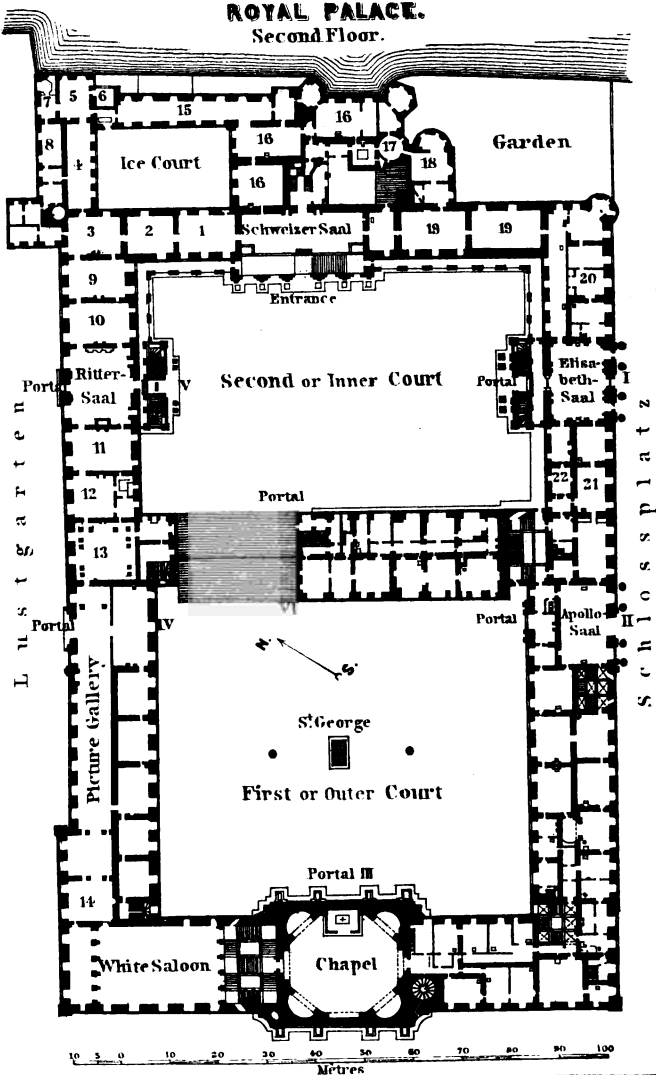 ROYAL PALACE.
Second Floor.
7
5
6
15
16
8
4
Ice Court
16
17
18
Garden
16
3
2
1
Schweizer Saal
19
19
9
20
Entrance
10
Portal
Ritter-
Saal
V
Second or Inner Court
Portal
Elisa-
beth-
Saal
I
11
12
22
21
Portal
13
Lustgarten
Schlossplatz
VI
Portal
IV
Portal
Apollo-
Saal
II
N.
S.
Picture Gallery
St George
First or Outer Court
Portal III
14
White Saloon
Chapel
10 5 0 10 20 30 40 50 60 70 80 90 100
Mètres